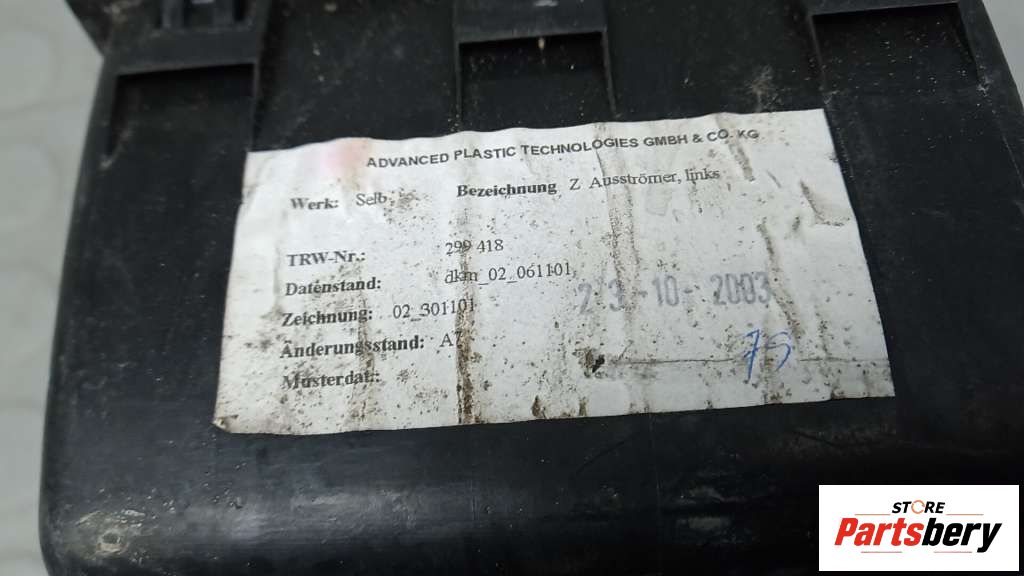 ADVANCED PLASTIC TECHNOLOGIES GMBH & CO. KG
Werk: Selb Bezeichnung Z Ausströmer, links
TRW-Nr.: 299 418
Datenstand: dkm_02_061101
Zeichnung: 02_301101
23-10-2003
Änderungsstand: A7
Musterdat.:
75
STORE
Partsbery